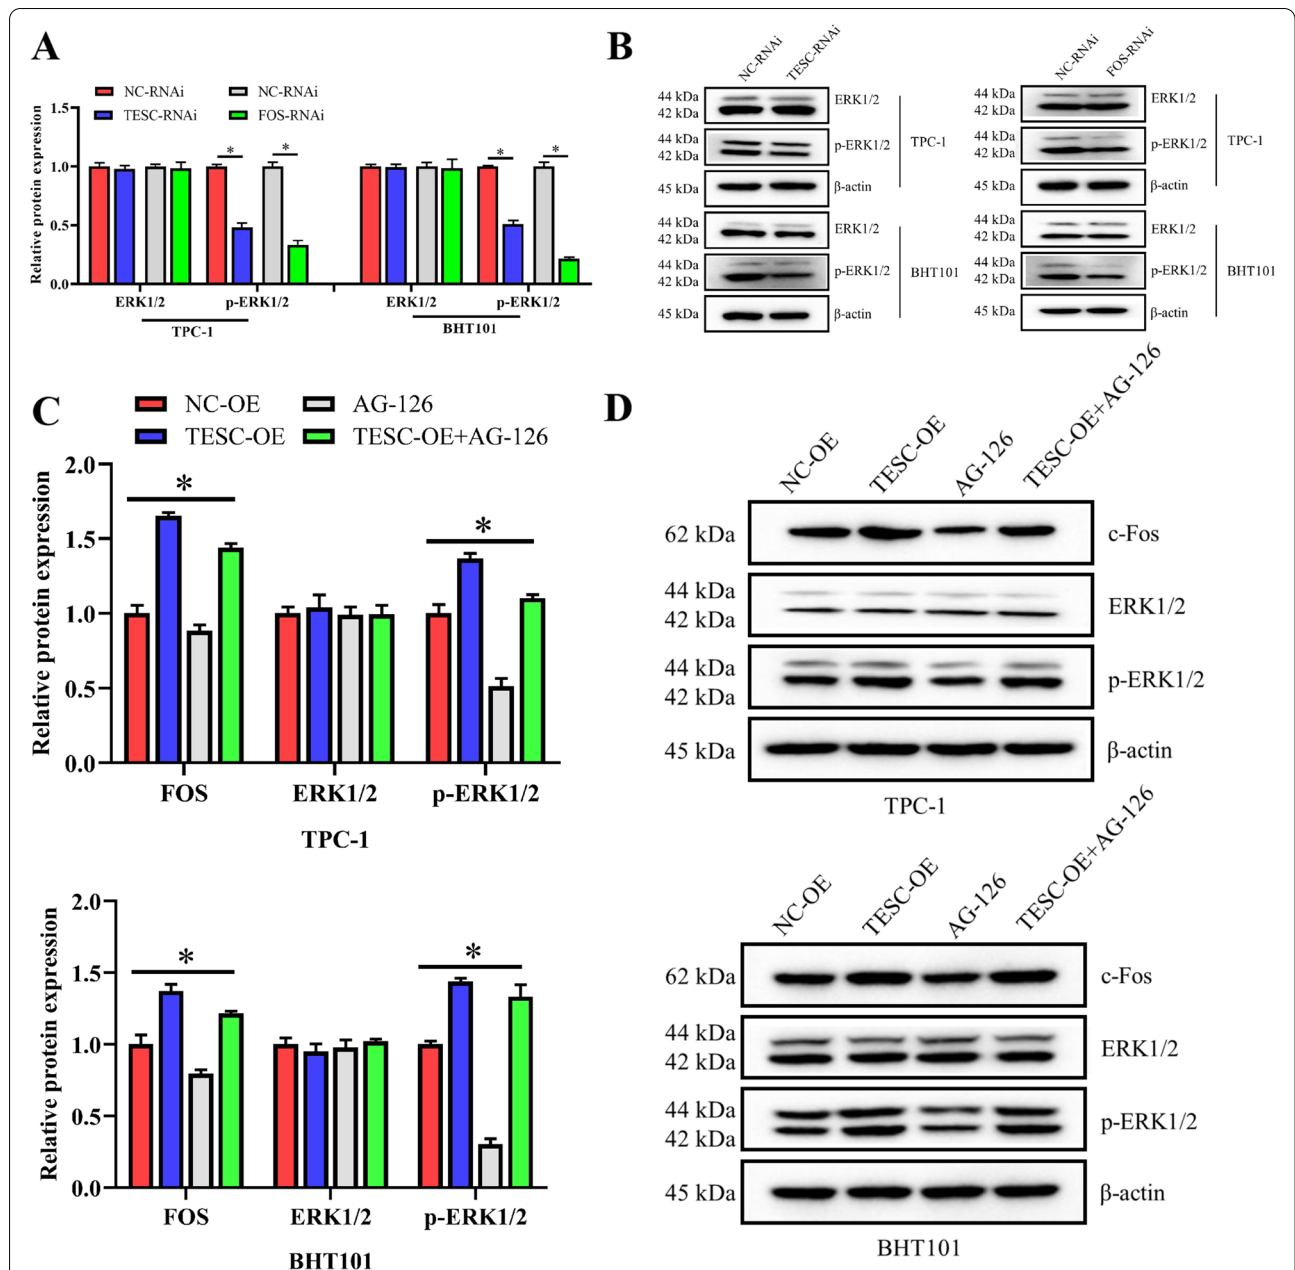 A
NC-RNAi
NC-RNAi
TESC-RNAi
FOS-RNAi
Relative protein expression
1.5
1.0
0.5
0.0
*
*
*
*
ERK1/2
p-ERK1/2
ERK1/2
p-ERK1/2
TPC-1
BHT101
B
NC-RNAi
TESC-RNAi
44 kDa
42 kDa
ERK1/2
44 kDa
42 kDa
p-ERK1/2
45 kDa
β-actin
TPC-1
44 kDa
42 kDa
ERK1/2
44 kDa
42 kDa
p-ERK1/2
45 kDa
β-actin
BHT101
NC-RNAi
FOS-RNAi
44 kDa
42 kDa
ERK1/2
44 kDa
42 kDa
p-ERK1/2
45 kDa
β-actin
TPC-1
44 kDa
42 kDa
ERK1/2
44 kDa
42 kDa
p-ERK1/2
45 kDa
β-actin
BHT101
C
NC-OE
AG-126
TESC-OE
TESC-OE+AG-126
Relative protein expression
2.0
1.5
1.0
0.5
0.0
*
*
FOS
ERK1/2
p-ERK1/2
TPC-1
Relative protein expression
2.0
1.5
1.0
0.5
0.0
*
*
FOS
ERK1/2
p-ERK1/2
BHT101
D
NC-OE
TESC-OE
AG-126
TESC-OE+AG-126
62 kDa
c-Fos
44 kDa
42 kDa
ERK1/2
44 kDa
42 kDa
p-ERK1/2
45 kDa
β-actin
TPC-1
NC-OE
TESC-OE
AG-126
TESC-OE+AG-126
62 kDa
c-Fos
44 kDa
42 kDa
ERK1/2
44 kDa
42 kDa
p-ERK1/2
45 kDa
β-actin
BHT101